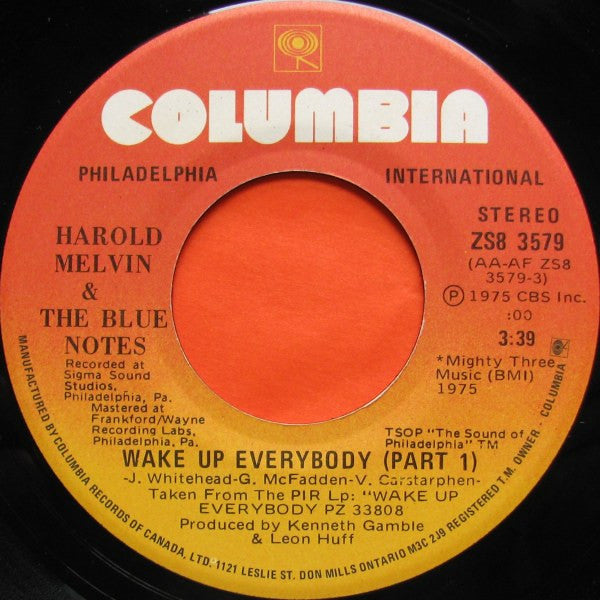 COLUMBIA
PHILADELPHIA INTERNATIONAL
HAROLD
MELVIN
&
THE BLUE
NOTES
Recorded at
Sigma Sound
Studios,
Philadelphia, Pa.
Mastered at
Frankford/Wayne
Recording Labs,
Philadelphia, Pa.
STEREO
ZS8 3579
(AA-AF ZS8
3579-3)
Ⓟ 1975 CBS Inc.
:00
3:39
*Mighty Three
Music (BMI)
1975
TSOP "The Sound of
Philadelphia" TM
WAKE UP EVERYBODY (PART 1)
-J. Whitehead-G. McFadden-V. Carstarphen-
Taken From The PIR Lp: "WAKE UP
EVERYBODY PZ 33808
Produced by Kenneth Gamble
& Leon Huff
MANUFACTURED BY COLUMBIA RECORDS OF CANADA, LTD. 1121 LESLIE ST. DON MILLS ONTARIO M3C 2J9 REGISTERED T.M. OWNER - COLUMBIA